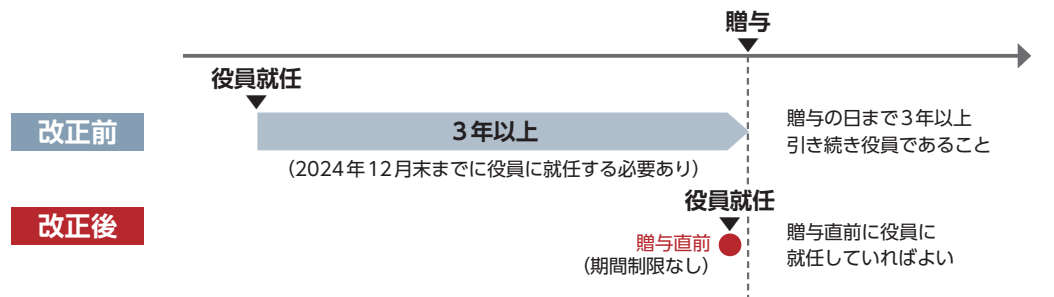 贈与
役員就任
改正前
3年以上
贈与の日まで3年以上
引き続き役員であること
(2024年12月末までに役員に就任する必要あり)
役員就任
改正後
贈与直前
(期間制限なし)
贈与直前に役員に
就任していればよい